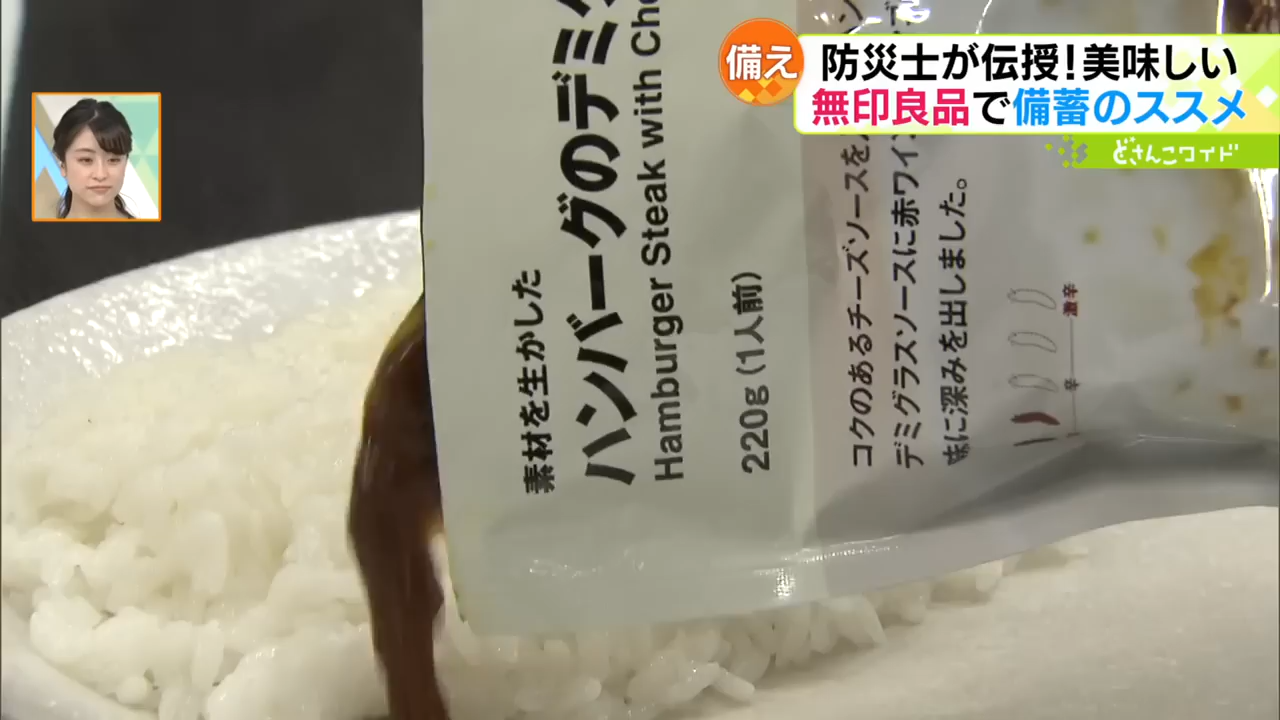 備え
防災士が伝授！美味しい
無印良品で備蓄のススメ
どさんこワイド
素材を生かした
ハンバーグのデミグ
Hamburger Steak with Che
220g（1人前）
コクのあるチーズソースを
デミグラスソースに赤ワイン
味に深みを出しました。
辛
激辛